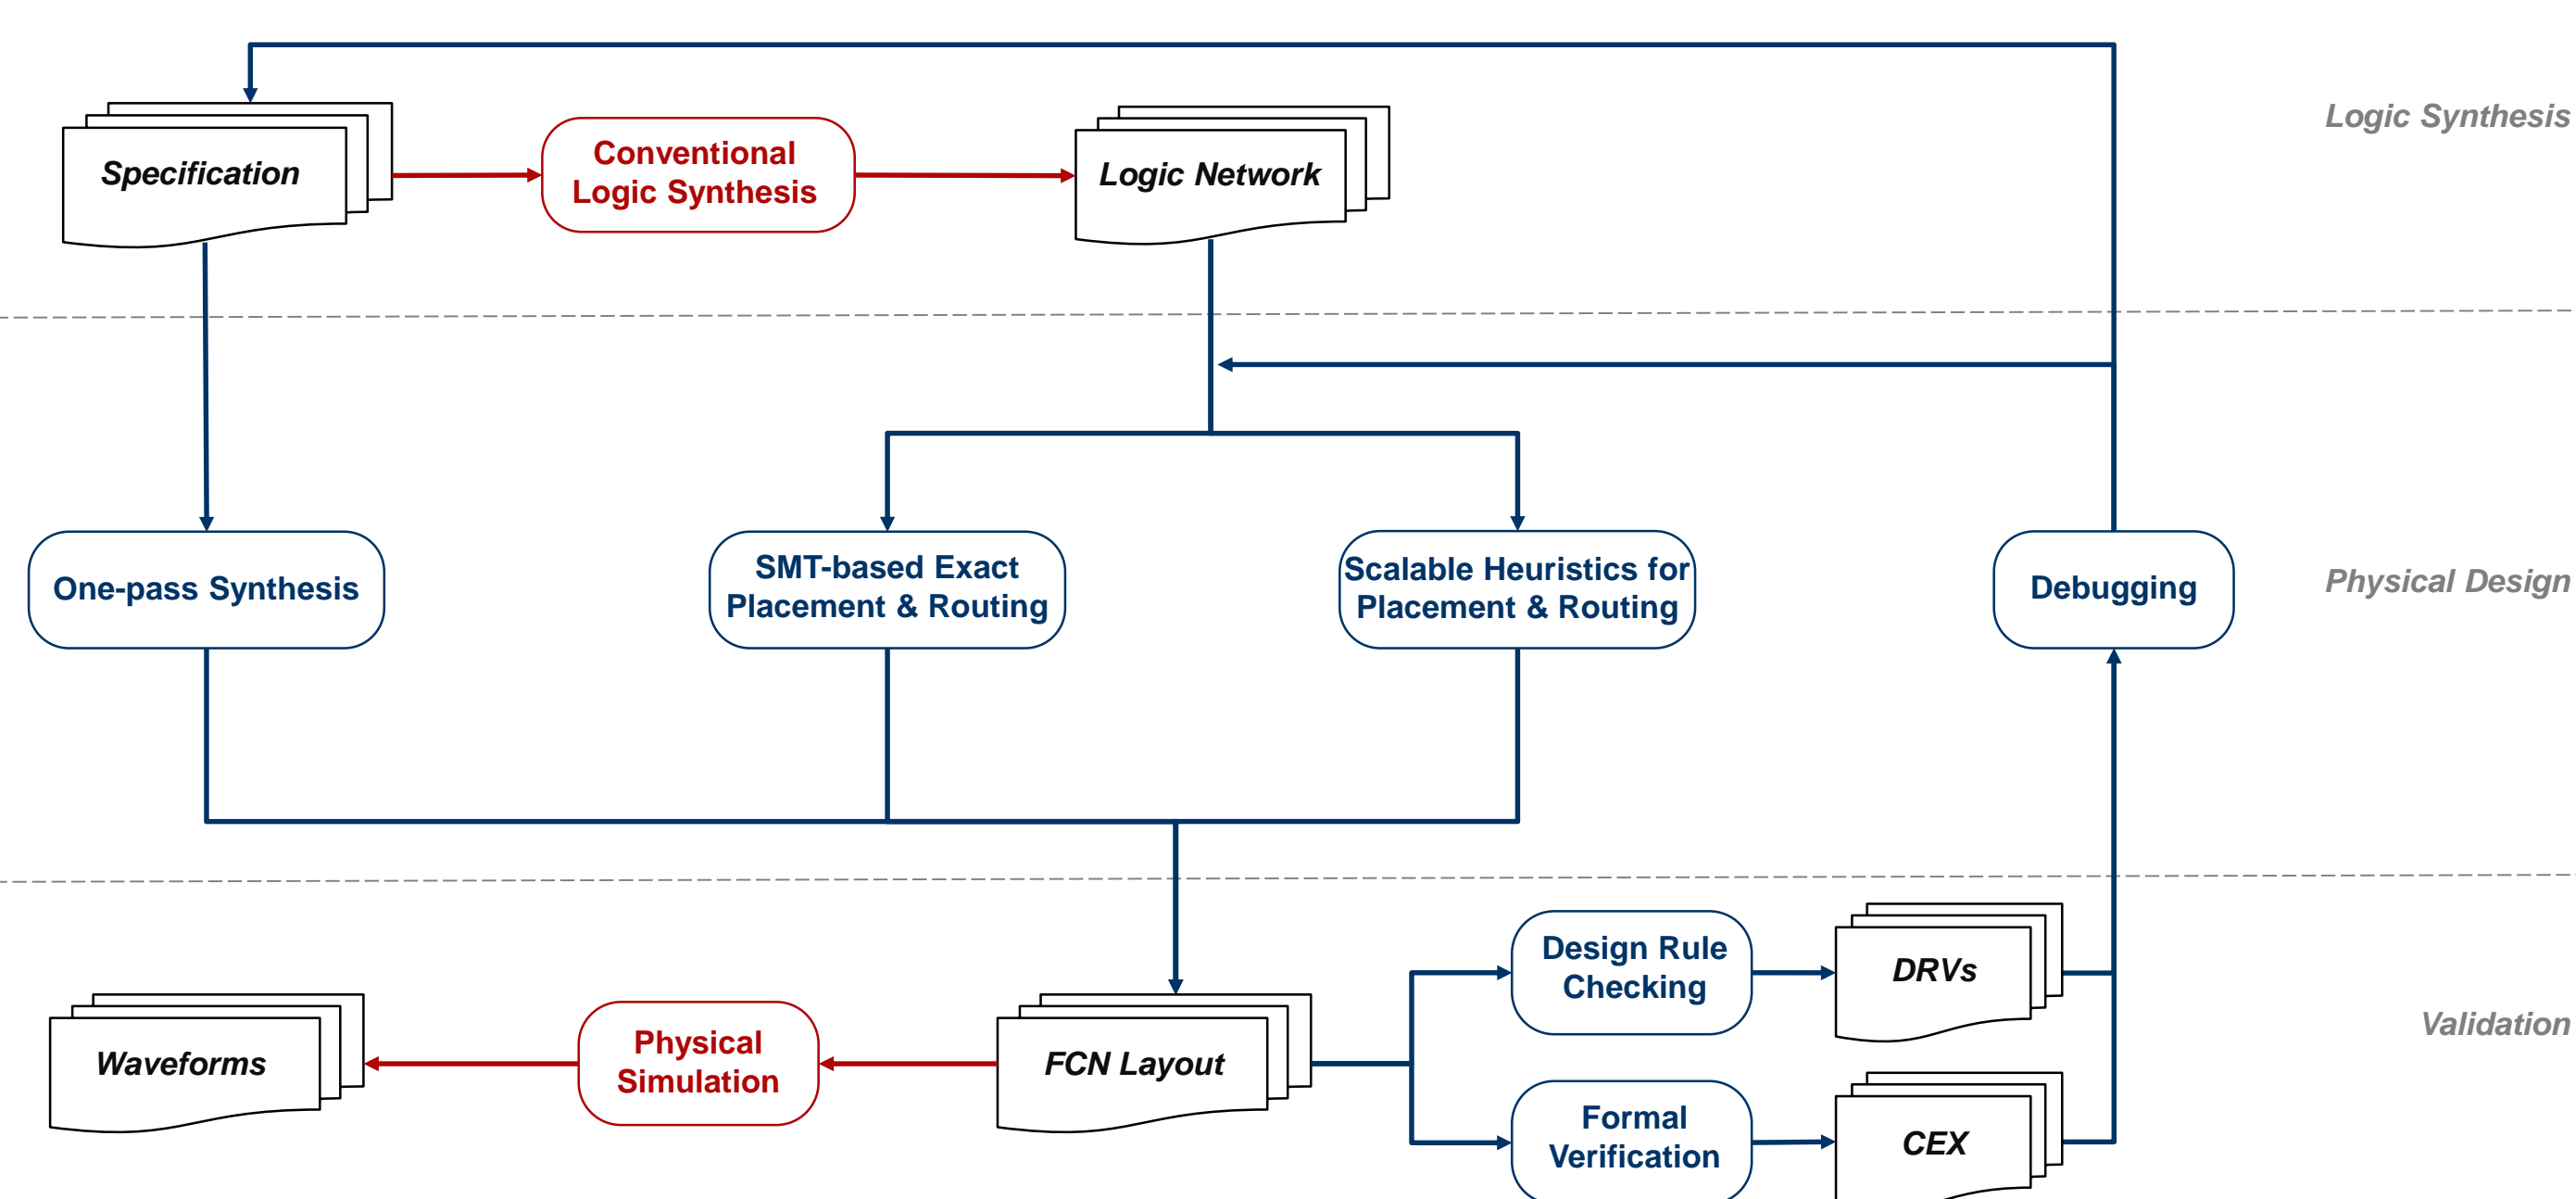 Logic Synthesis
Specification
Conventional
Logic Synthesis
Logic Network
One-pass Synthesis
SMT-based Exact
Placement & Routing
Scalable Heuristics for
Placement & Routing
Debugging
Physical Design
Design Rule
Checking
DRVs
Waveforms
Physical
Simulation
FCN Layout
Validation
Formal
Verification
CEX